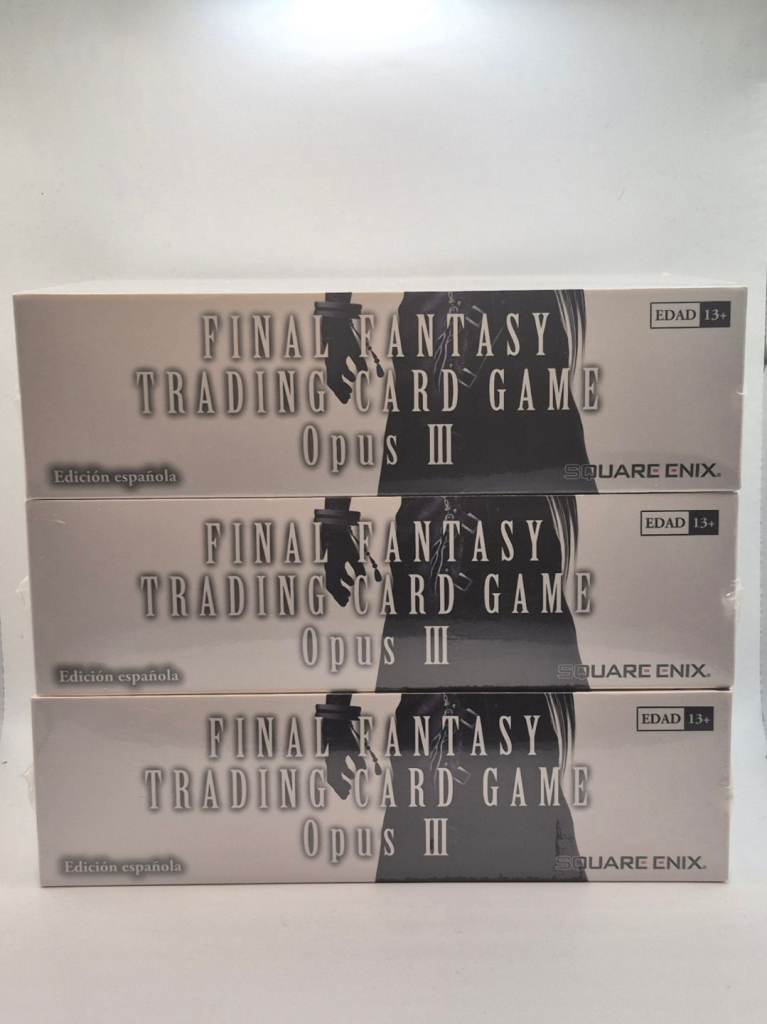 EDAD 13+
FINAL FANTASY
TRADING CARD GAME
Opus III
Edición española
SQUARE ENIX.
EDAD 13+
FINAL FANTASY
TRADING CARD GAME
Opus III
Edición española
SQUARE ENIX.
EDAD 13+
FINAL FANTASY
TRADING CARD GAME
Opus III
Edición española
SQUARE ENIX.